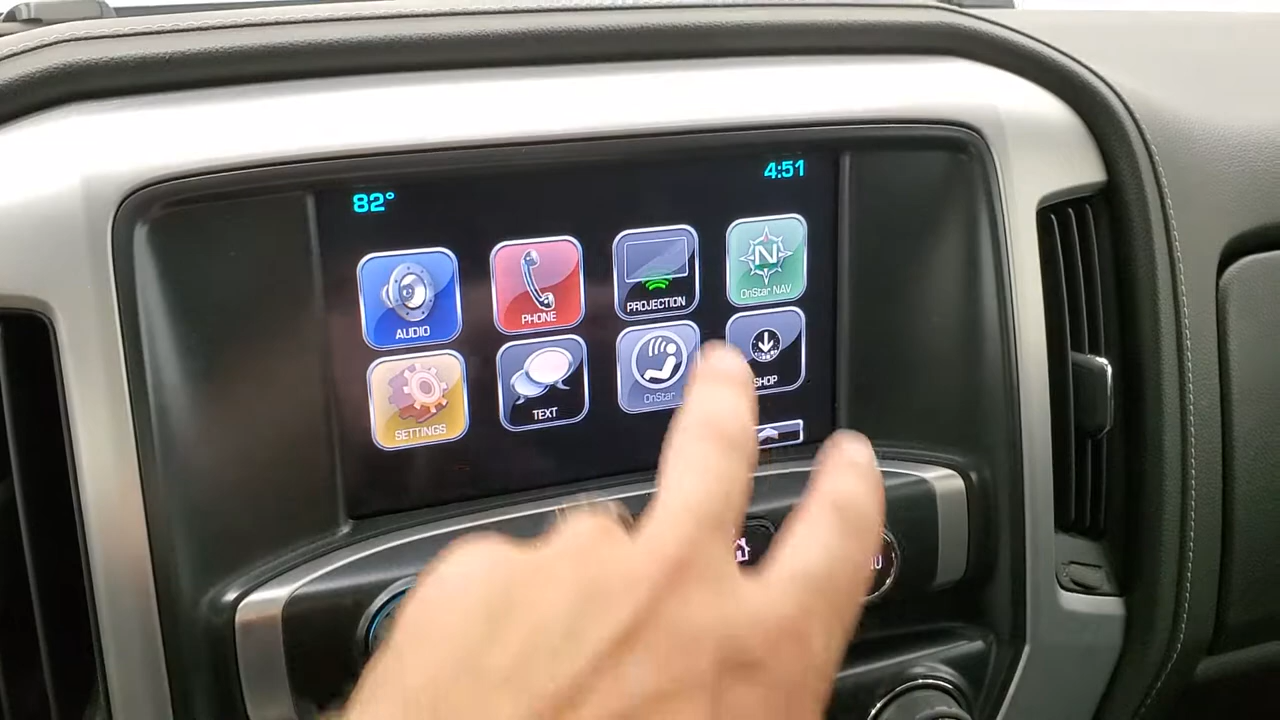 82°
4:51
AUDIO
PHONE
PROJECTION
N
OnStar NAV
SETTINGS
TEXT
OnStar
SHOP